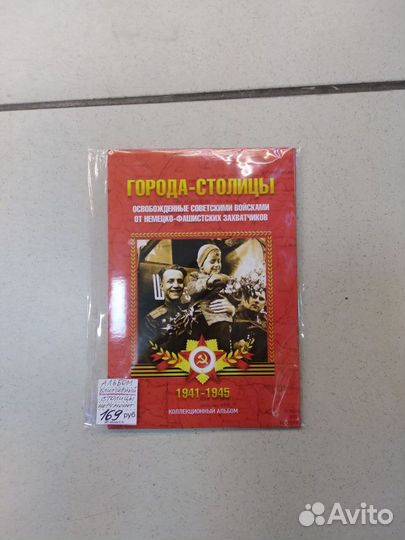 ГОРОДА-СТОЛИЦЫ
ОСВОБОЖДЕННЫЕ СОВЕТСКИМИ ВОЙСКАМИ
ОТ НЕМЕЦКО-ФАШИСТСКИХ ЗАХВАТЧИКОВ
1941-1945
КОЛЛЕКЦИОННЫЙ АЛЬБОМ
АЛЬБОМ
СТОЛИЦЫ
169 руб
Avito